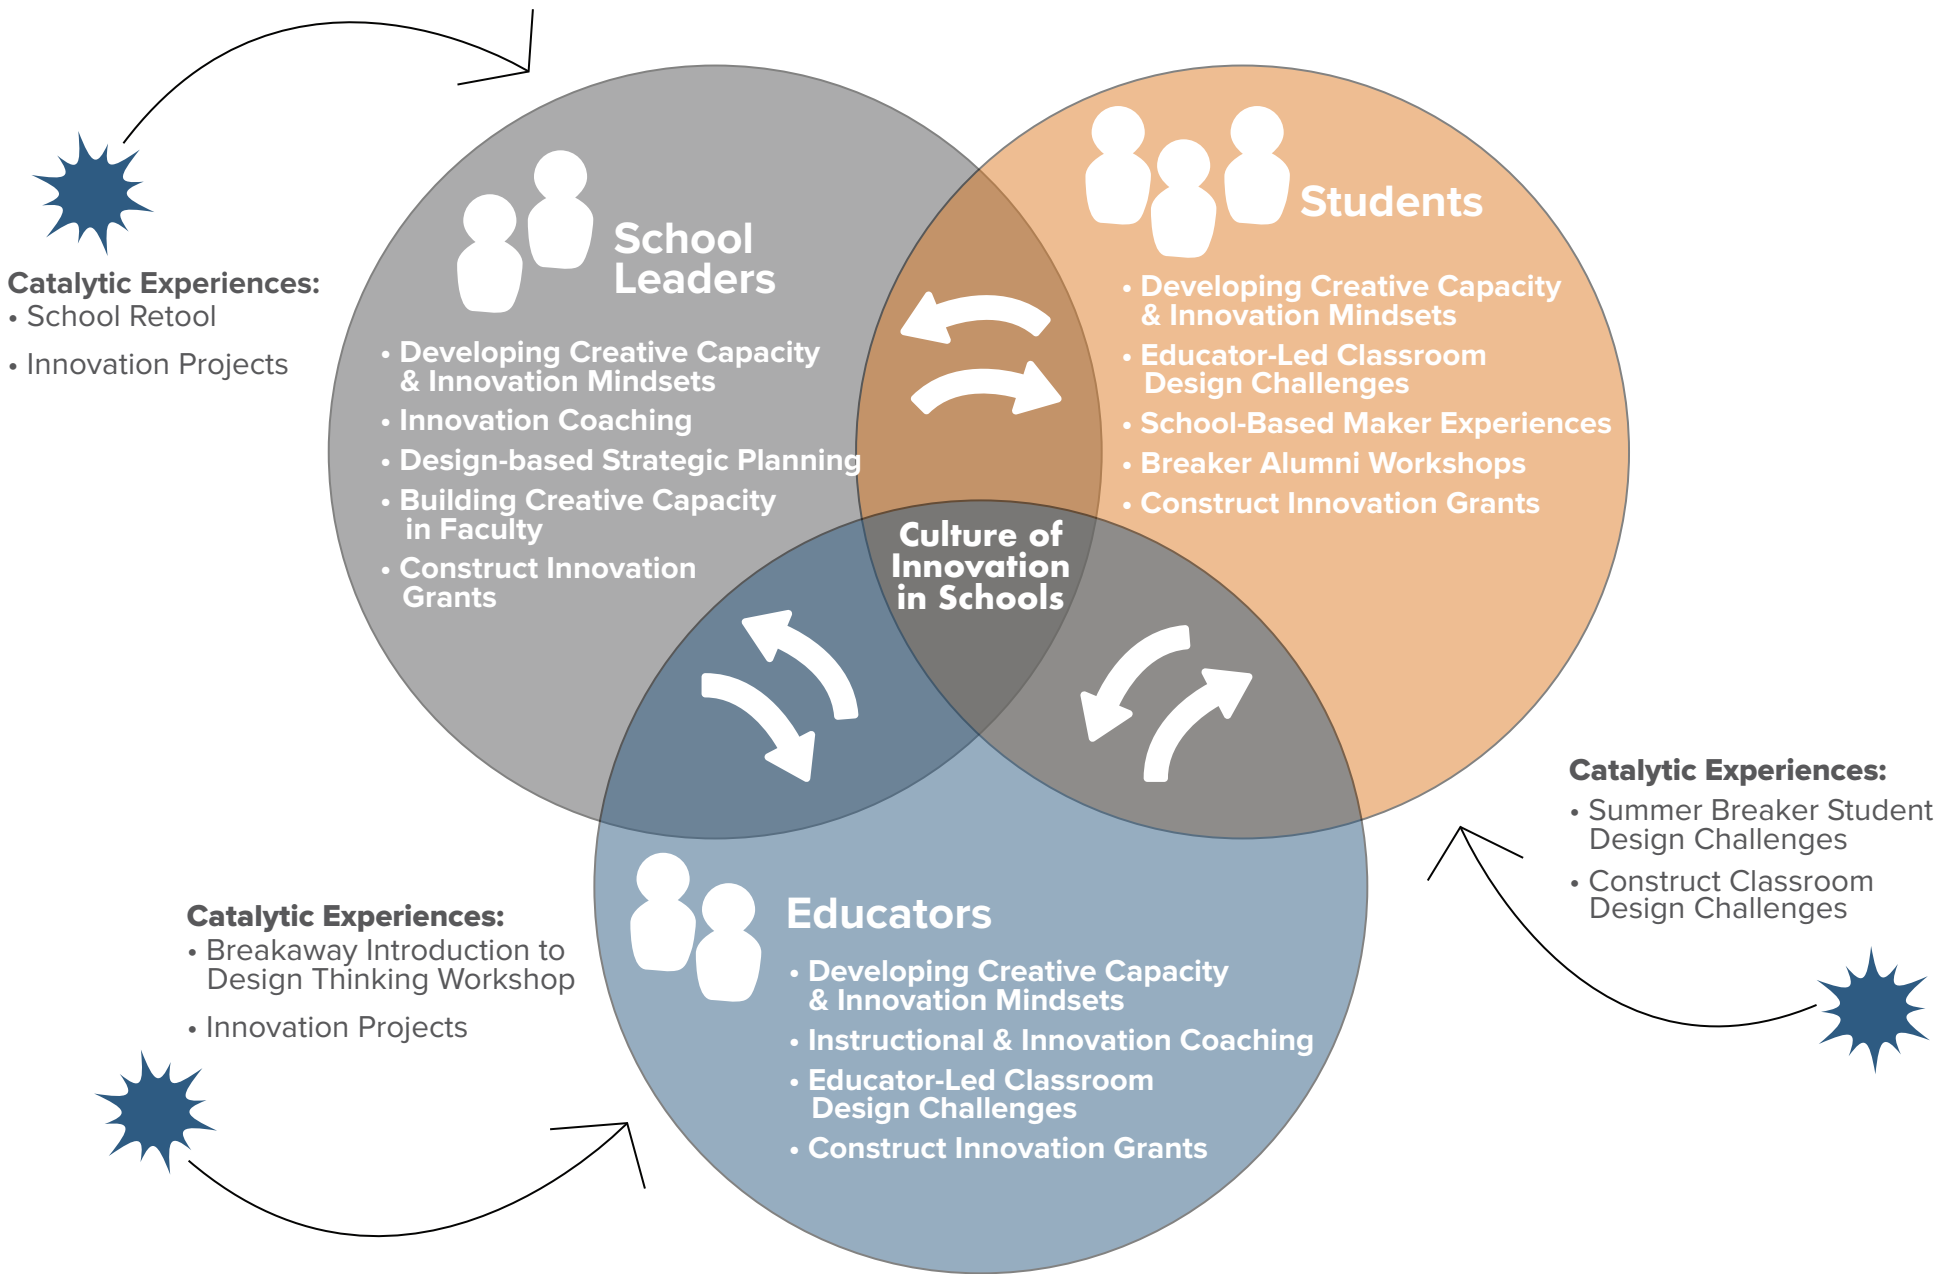 Catalytic Experiences:
• School Retool
• Innovation Projects
School
Leaders
• Developing Creative Capacity
& Innovation Mindsets
• Innovation Coaching
• Design-based Strategic Planning
• Building Creative Capacity
in Faculty
• Construct Innovation
Grants
Students
• Developing Creative Capacity
& Innovation Mindsets
• Educator-Led Classroom
Design Challenges
• School-Based Maker Experiences
• Breaker Alumni Workshops
• Construct Innovation Grants
Culture of
Innovation
in Schools
Catalytic Experiences:
• Summer Breaker Student
Design Challenges
• Construct Classroom
Design Challenges
Catalytic Experiences:
• Breakaway Introduction to
Design Thinking Workshop
• Innovation Projects
Educators
• Developing Creative Capacity
& Innovation Mindsets
• Instructional & Innovation Coaching
• Educator-Led Classroom
Design Challenges
• Construct Innovation Grants